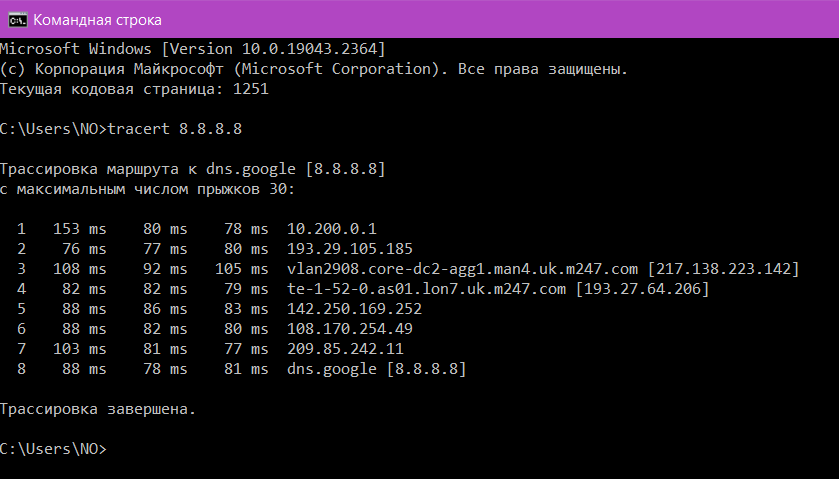 Командная строка
Microsoft Windows [Version 10.0.19043.2364]
(c) Корпорация Майкрософт (Microsoft Corporation). Все права защищены.
Текущая кодовая страница: 1251
C:\Users\NO>tracert 8.8.8.8
Трассировка маршрута к dns.google [8.8.8.8]
с максимальным числом прыжков 30:
1 153 ms 80 ms 78 ms 10.200.0.1
2 76 ms 77 ms 80 ms 193.29.105.185
3 108 ms 92 ms 105 ms vlan2908.core-dc2-agg1.man4.uk.m247.com [217.138.223.142]
4 82 ms 82 ms 79 ms te-1-52-0.as01.lon7.uk.m247.com [193.27.64.206]
5 88 ms 86 ms 83 ms 142.250.169.252
6 88 ms 82 ms 80 ms 108.170.254.49
7 103 ms 81 ms 77 ms 209.85.242.11
8 88 ms 78 ms 81 ms dns.google [8.8.8.8]
Трассировка завершена.
C:\Users\NO>